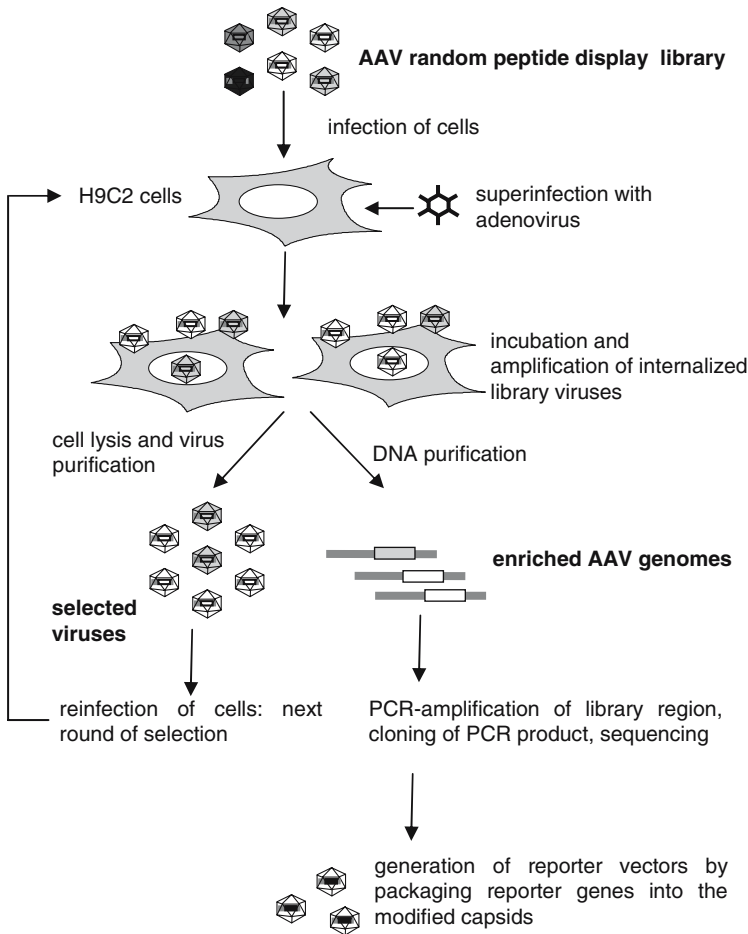 AAV random peptide display library
infection of cells
H9C2 cells
superinfection with
adenovirus
incubation and
amplification of internalized
library viruses
cell lysis and virus
purification
DNA purification
enriched AAV genomes
selected
viruses
reinfection of cells: next
round of selection
PCR-amplification of library region,
cloning of PCR product, sequencing
generation of reporter vectors by
packaging reporter genes into the
modified capsids